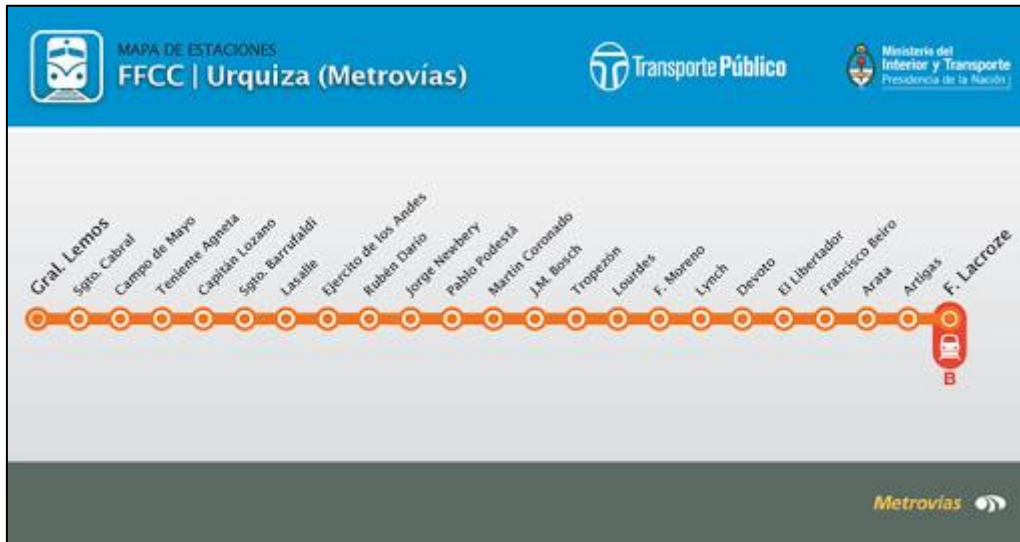 MAPA DE ESTACIONES
FFCC | Urquiza (Metrovías)
Transporte Público
Ministerio del
Interior y Transporte
Presidencia de la Nación
Gral. Lemos
Sgto. Cabral
Campo de Mayo
Teniente Agneta
Capitán Lozano
Sgto. Barrufaldi
Lasalle
Ejercito de los Andes
Rubén Darío
Jorge Newbery
Pablo Podestá
Martín Coronado
J.M. Bosch
Tropezón
Lourdes
F. Moreno
Lynch
Devoto
El Libertador
Francisco Beiro
Arata
Artigas
F. Lacroze
B
Metrovías